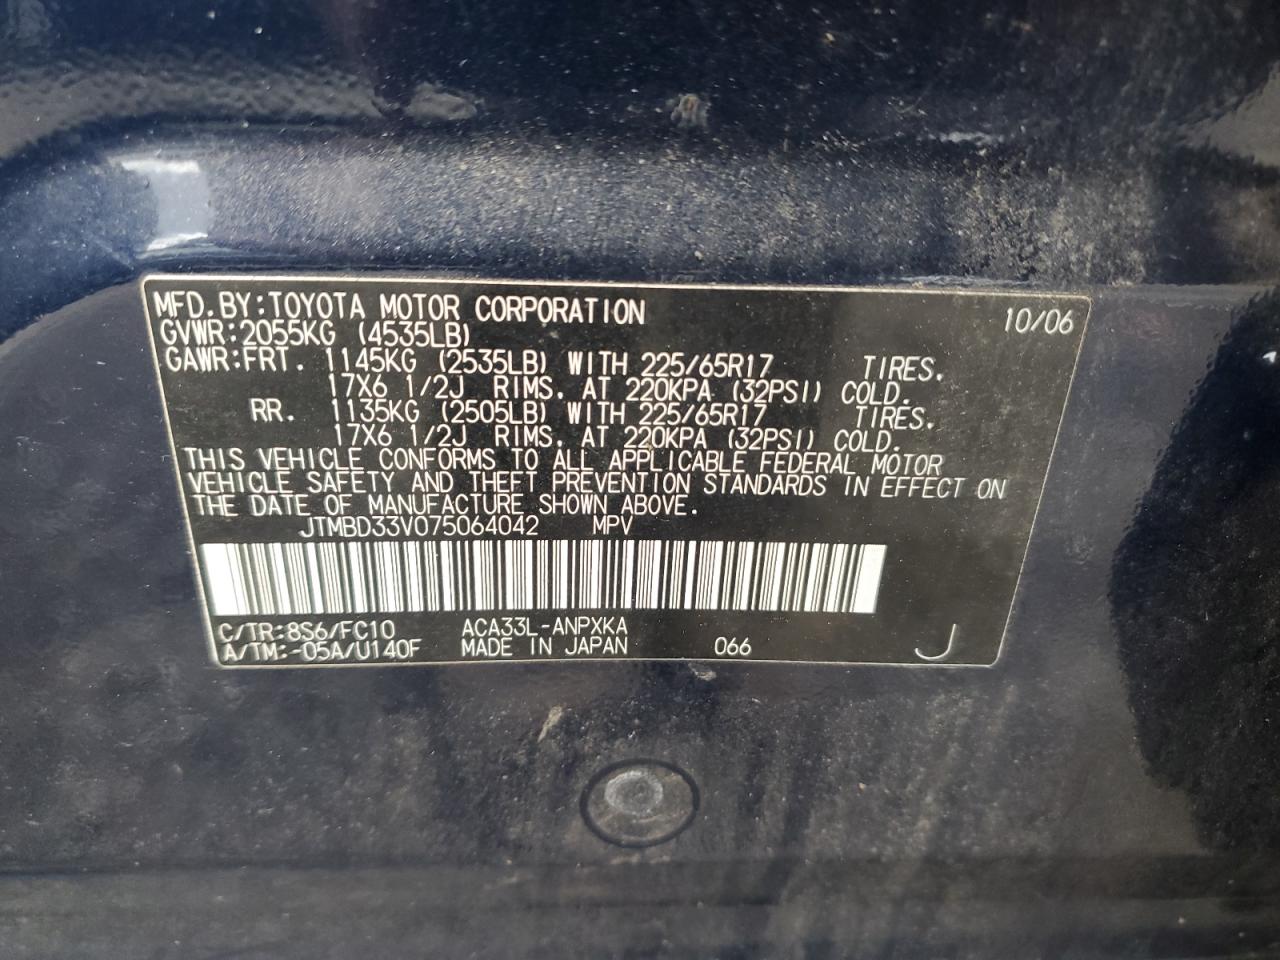 MFD. BY: TOYOTA MOTOR CORPORATION 10/06
GVWR: 2055KG (4535LB)
GAWR: FRT. 1145KG (2535LB) WITH 225/65R17 TIRES.
17X6 1/2J RIMS. AT 220KPA (32PSI) COLD.
RR. 1135KG (2505LB) WITH 225/65R17 TIRES.
17X6 1/2J RIMS. AT 220KPA (32PSI) COLD.
THIS VEHICLE CONFORMS TO ALL APPLICABLE FEDERAL MOTOR
VEHICLE SAFETY AND THEFT PREVENTION STANDARDS IN EFFECT ON
THE DATE OF MANUFACTURE SHOWN ABOVE.
JTMBD33V075064042 MPV
C/TR: 8S6/FC10 ACA33L-ANPXKA
A/TM: -05A/U140F MADE IN JAPAN 066 J